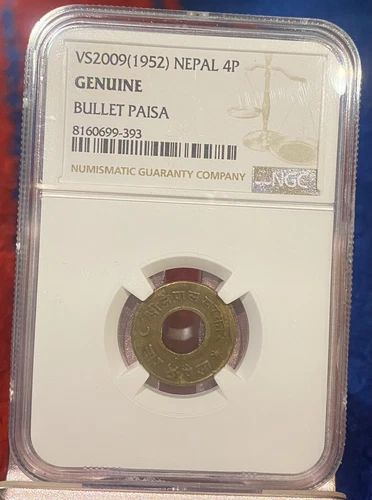 VS2009(1952) NEPAL 4P
GENUINE
BULLET PAISA
8160699-393
NUMISMATIC GUARANTY COMPANY
NGC